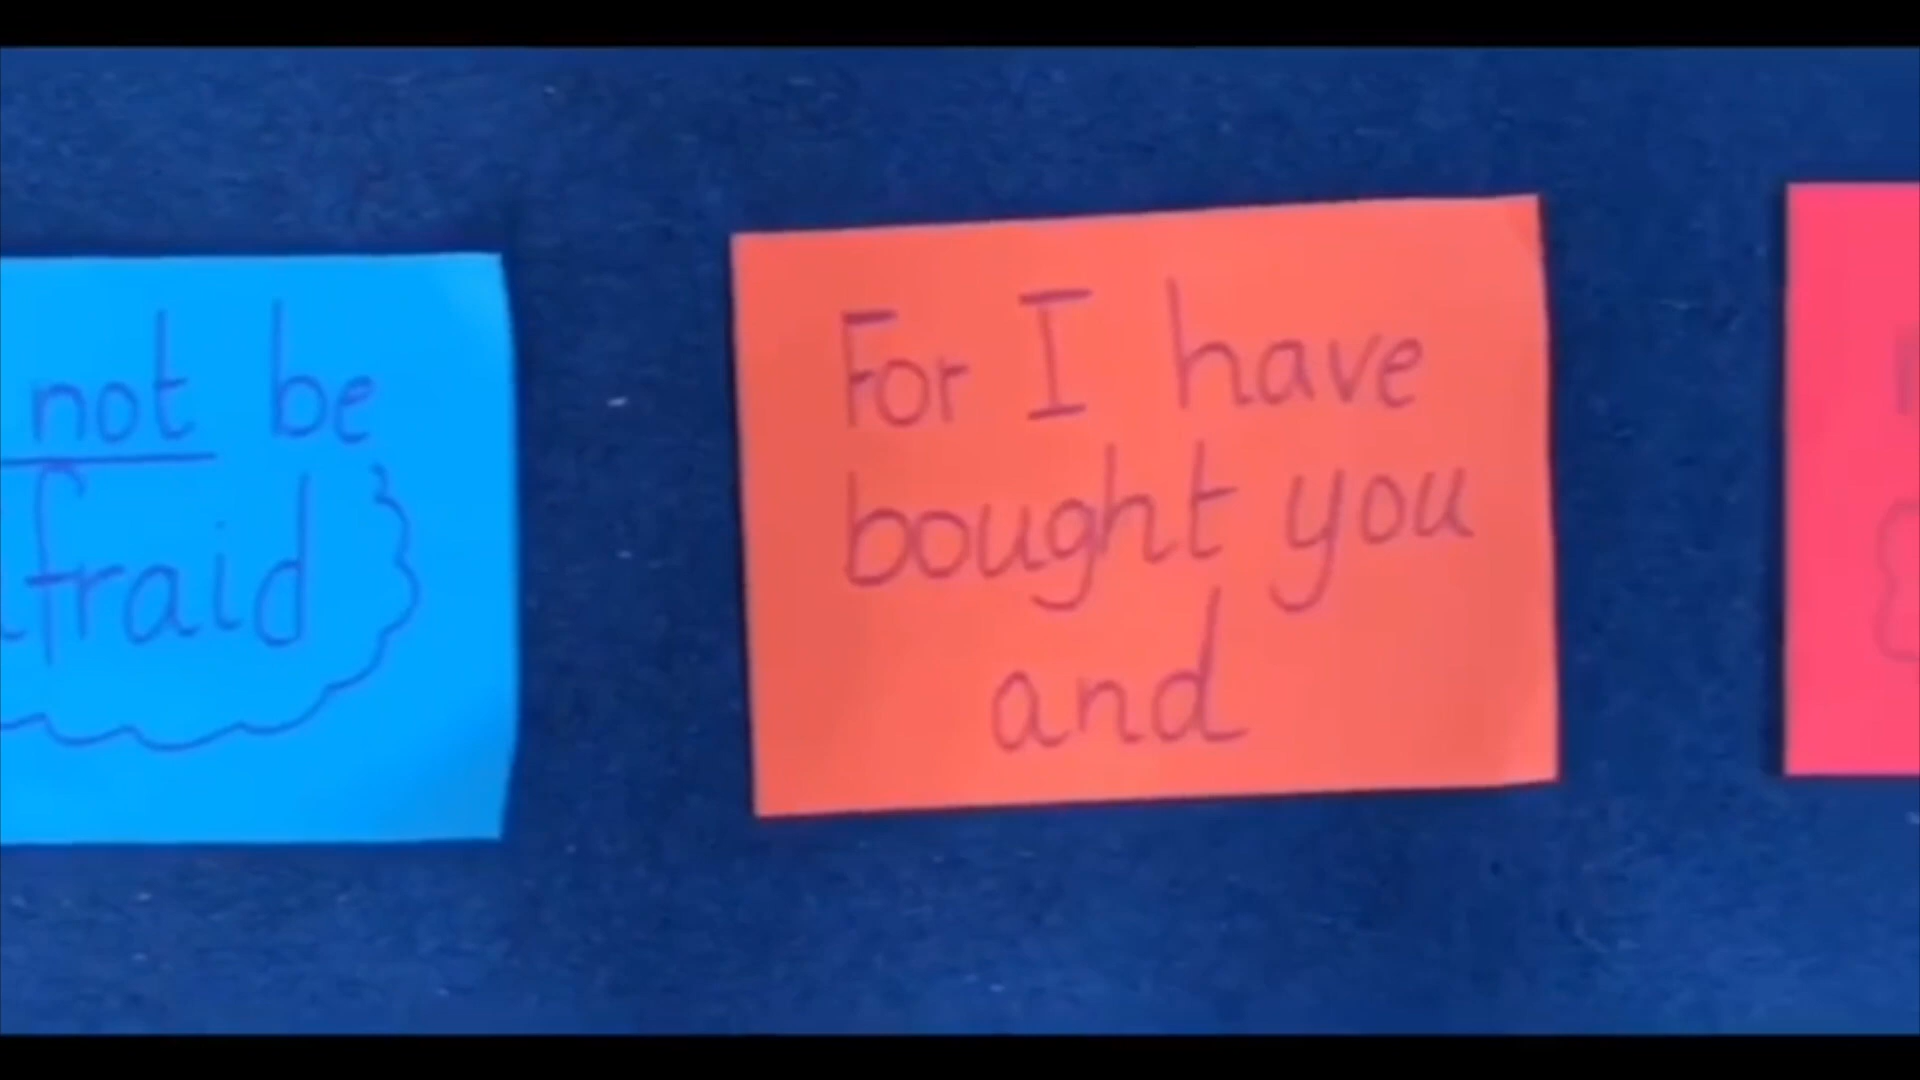 not be
fraid
For I have
bought you
and